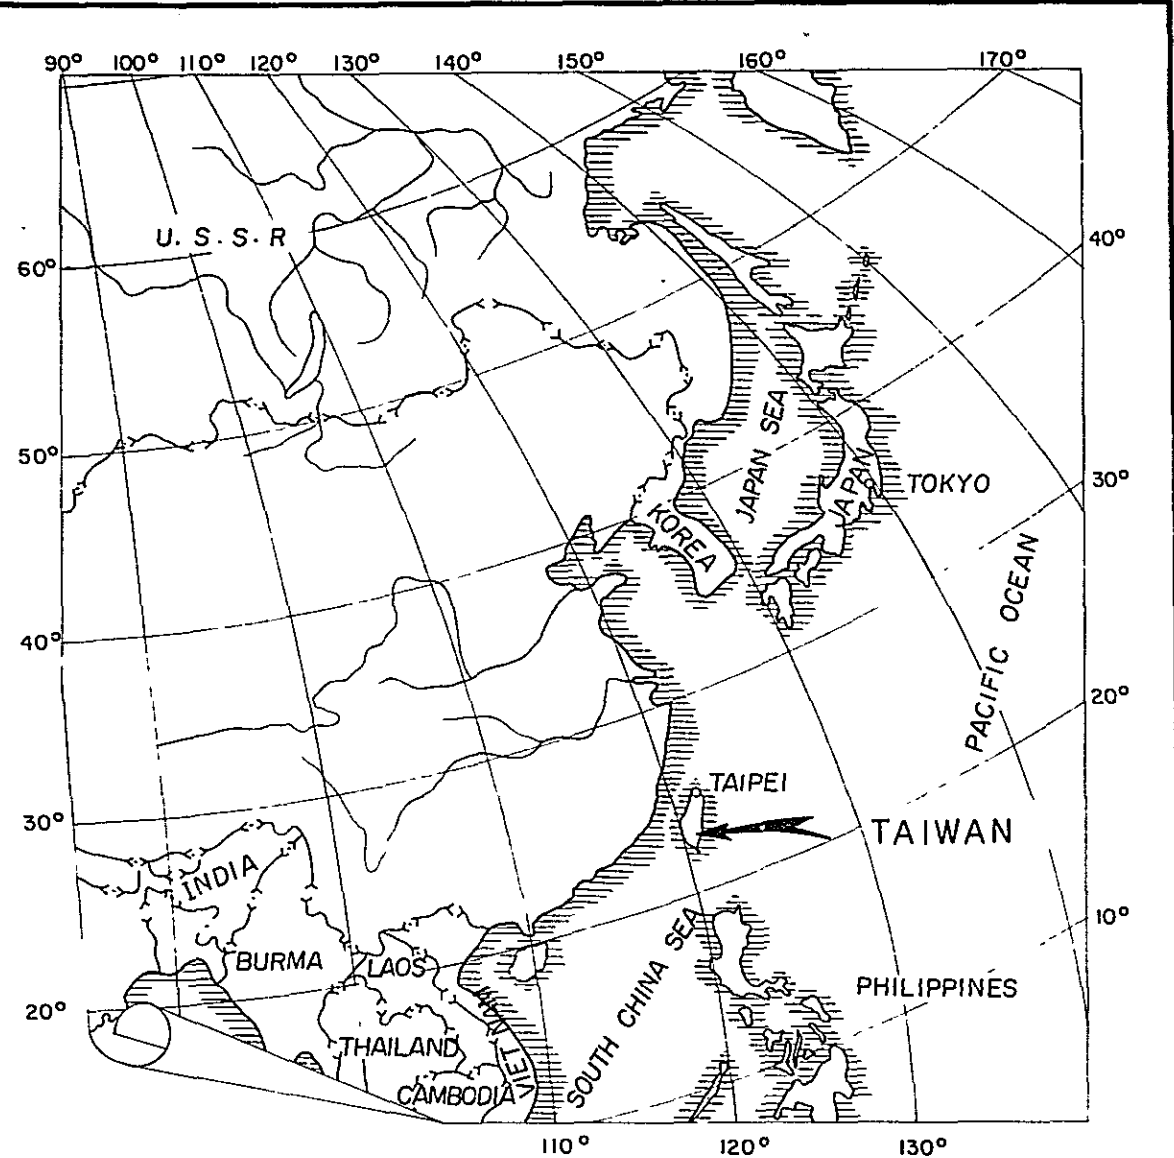 90° 100° 110° 120° 130° 140° 150° 160° 170°
U.S.S.R
40°
60°
JAPAN SEA
50°
JAPAN
TOKYO
30°
KOREA
PACIFIC OCEAN
40°
20°
TAIPEI
30°
TAIWAN
INDIA
10°
BURMA
LAOS
SOUTH CHINA SEA
PHILIPPINES
20°
VIET NAM
THAILAND
CAMBODIA
110° 120° 130°